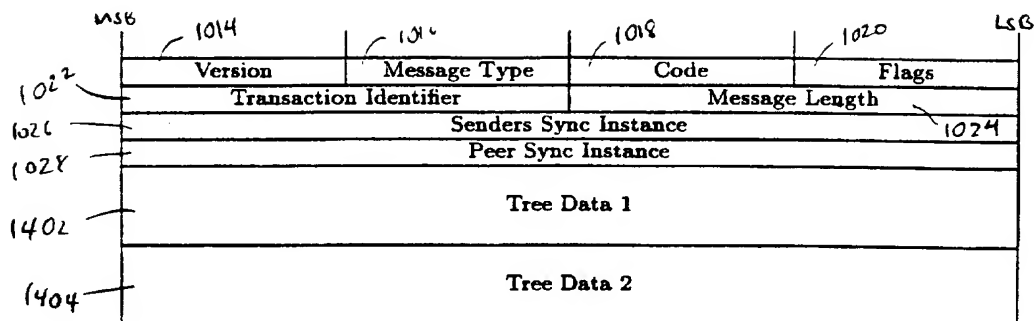 MSB LSB
1014 1016 1018 1020
Version Message Type Code Flags
1022 Transaction Identifier Message Length
1024
1026 Senders Sync Instance
1028 Peer Sync Instance
1402 Tree Data 1
1404 Tree Data 2